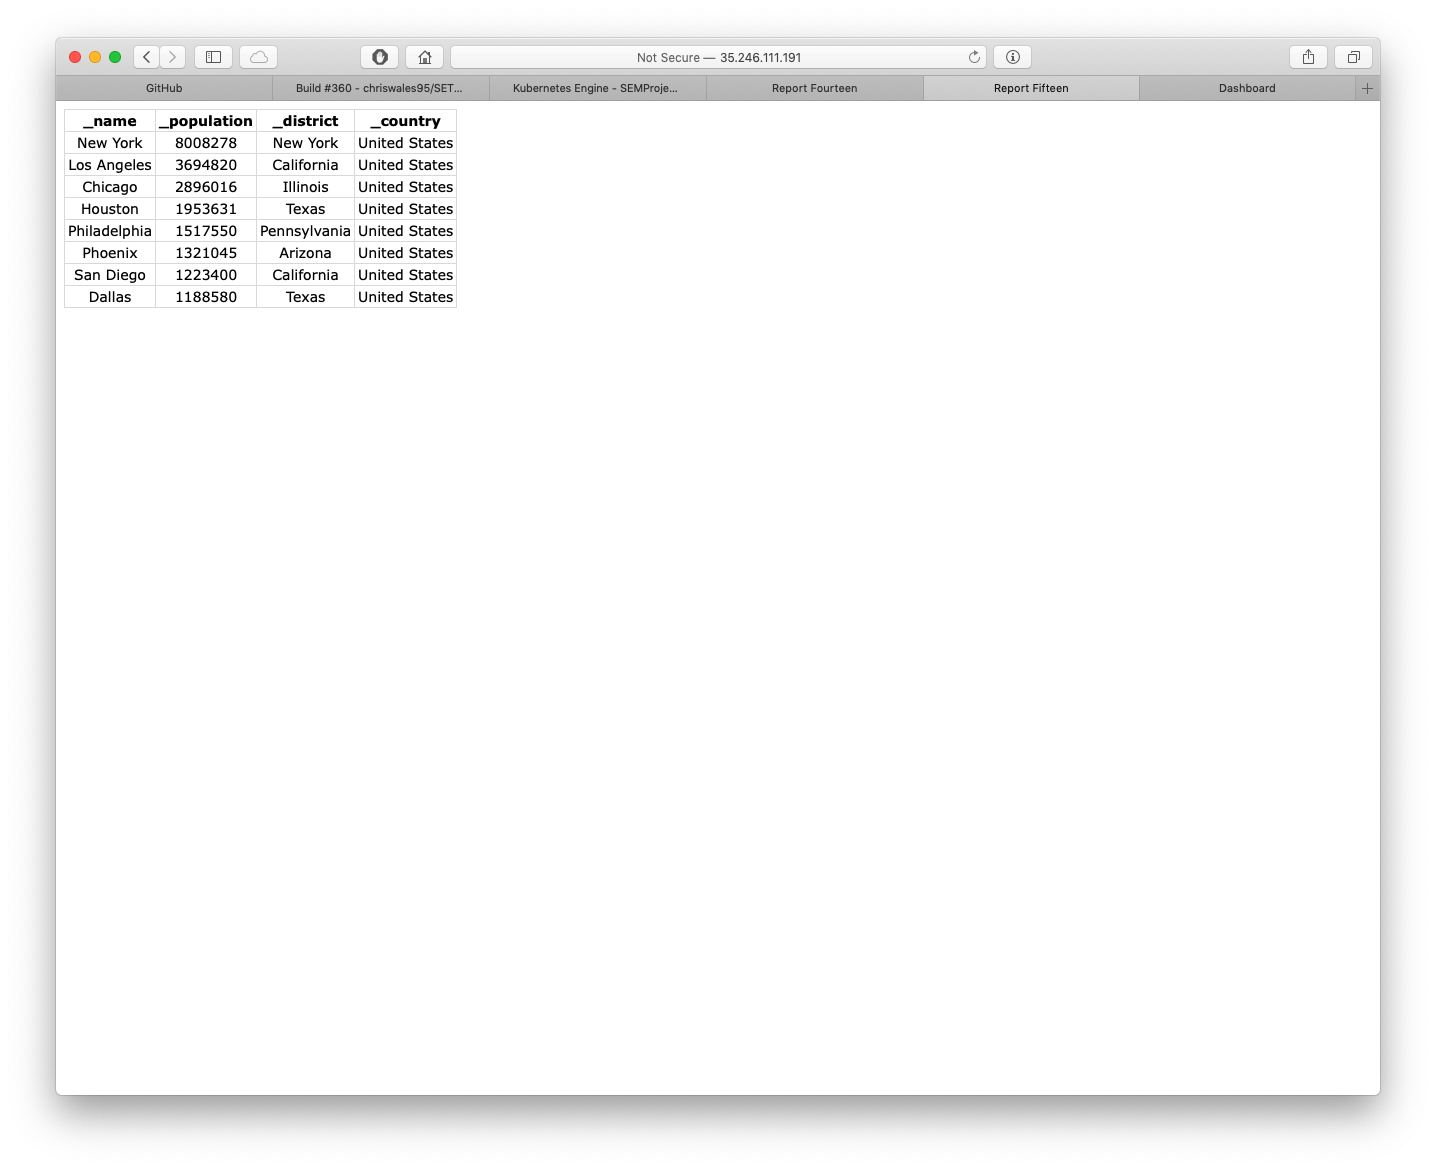 Not Secure — 35.246.111.191
GitHub Build #360 - chriswales95/SET... Kubernetes Engine - SEMProje... Report Fourteen Report Fifteen Dashboard
_name _population _district _country
New York 8008278 New York United States
Los Angeles 3694820 California United States
Chicago 2896016 Illinois United States
Houston 1953631 Texas United States
Philadelphia 1517550 Pennsylvania United States
Phoenix 1321045 Arizona United States
San Diego 1223400 California United States
Dallas 1188580 Texas United States